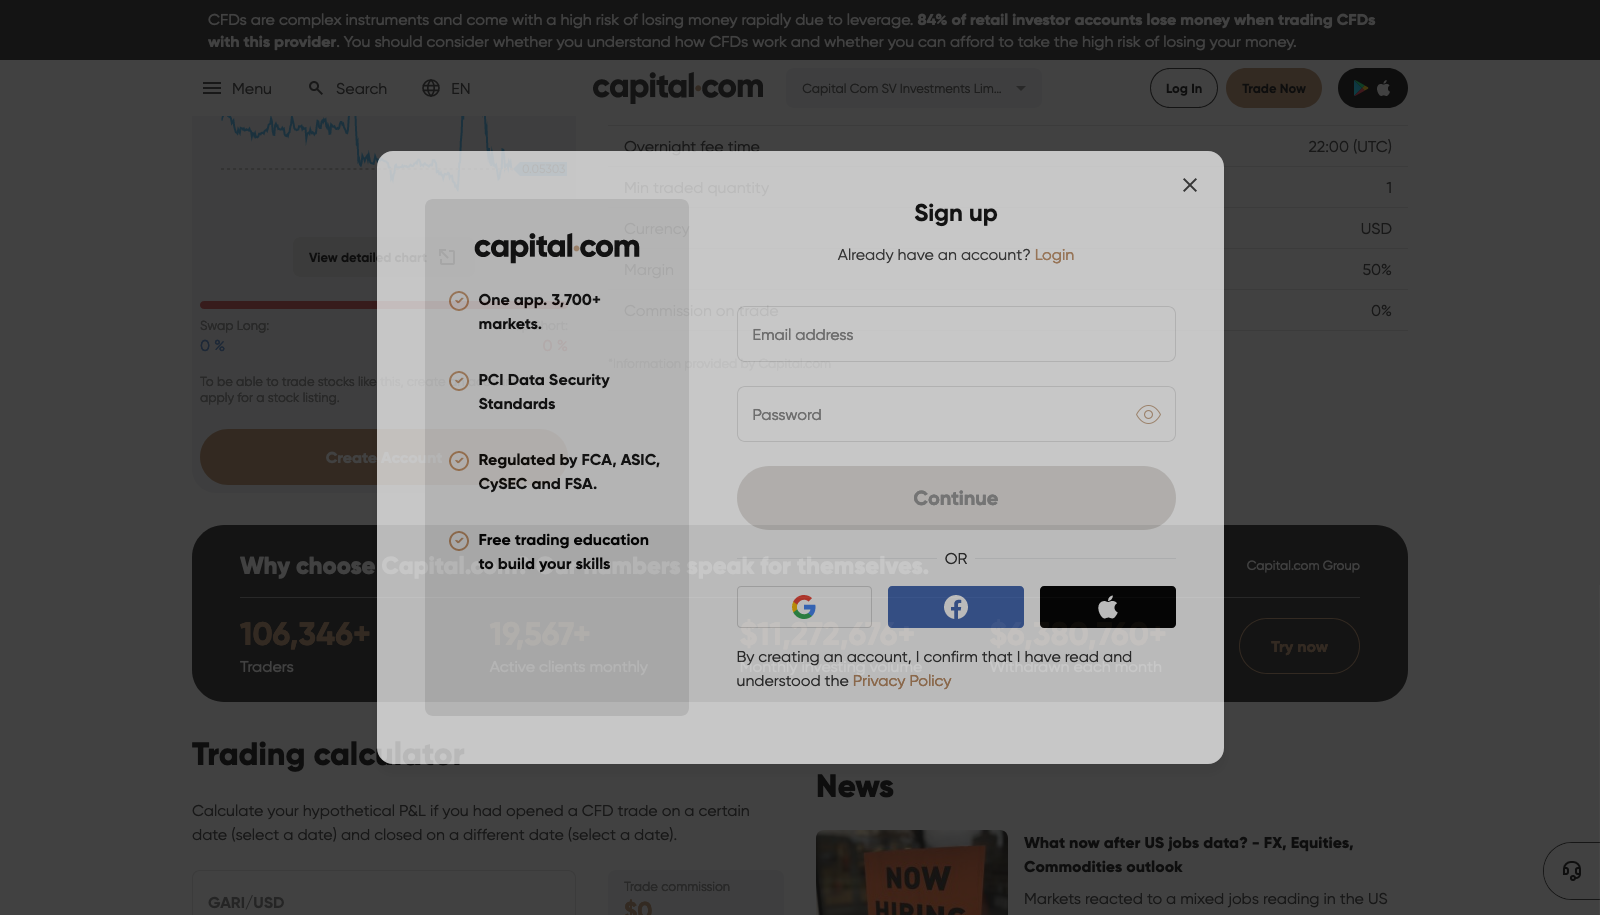 CFDs are complex instruments and come with a high risk of losing money rapidly due to leverage. 84% of retail investor accounts lose money when trading CFDs
with this provider. You should consider whether you understand how CFDs work and whether you can afford to take the high risk of losing your money.
Menu
Search
EN
capital.com
Capital Com SV Investments Lim...
Log In
Trade Now
0.05303
View detailed chart
Swap Long:
0 %
0 %
To be able to trade stocks like this, create
apply for a stock listing.
Create Account
Overnight fee time 22:00 (UTC)
Min traded quantity 1
Currency USD
Margin 50%
Commission on trade 0%
*Information provided by Capital.com
capital.com
One app. 3,700+
markets.
PCI Data Security
Standards
Regulated by FCA, ASIC,
CySEC and FSA.
Free trading education
to build your skills
Sign up
Already have an account? Login
Email address
Password
Continue
OR
By creating an account, I confirm that I have read and
understood the Privacy Policy
Why choose Capital.com? Our numbers speak for themselves.
Capital.com Group
106,346+
Traders
19,567+
Active clients monthly
$11,272,676+
Monthly investing volume
$6,380,760+
Withdrawn each month
Try now
Trading calculator
Calculate your hypothetical P&L if you had opened a CFD trade on a certain
date (select a date) and closed on a different date (select a date).
GARI/USD
Trade commission
$0
News
NOW
HIRING
What now after US jobs data? - FX, Equities,
Commodities outlook
Markets reacted to a mixed jobs reading in the US